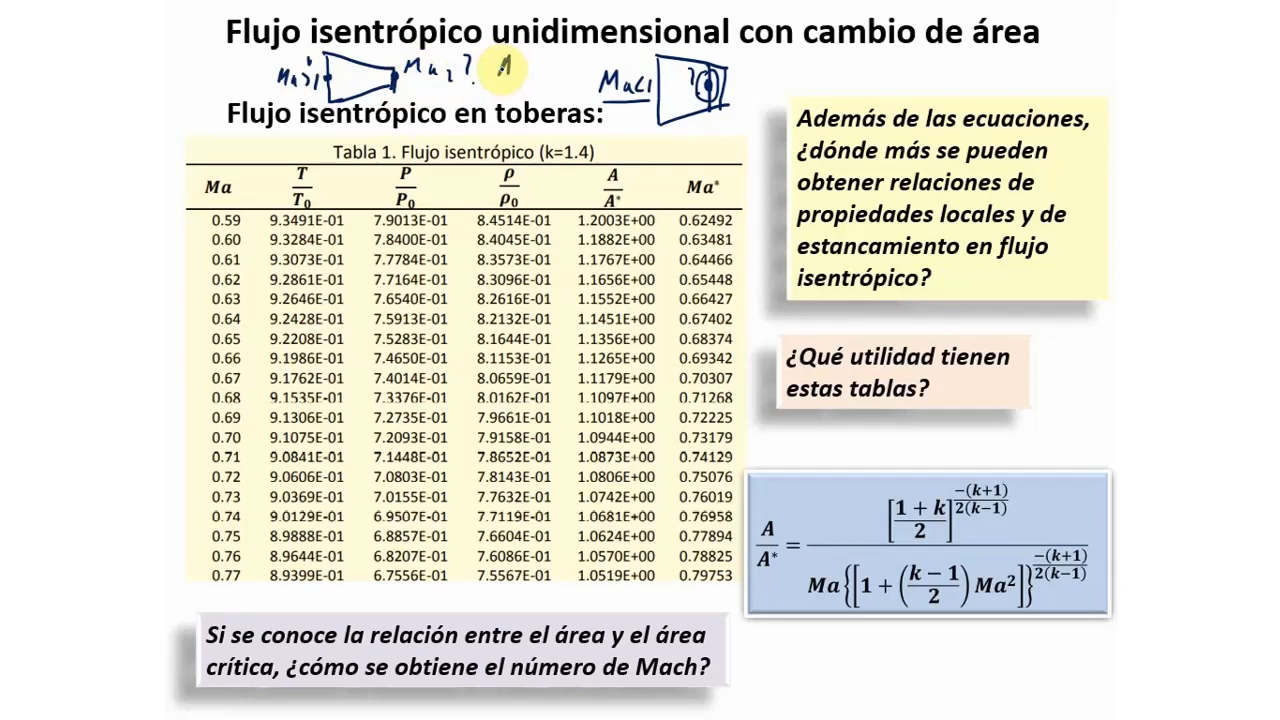 Flujo isentrópico unidimensional con cambio de área
Ma>1
Ma₂ ?
A
Ma<1
?
Flujo isentrópico en toberas:
Tabla 1. Flujo isentrópico (k=1.4)
Ma T/T₀ P/P₀ ρ/ρ₀ A/A* Ma*
0.59 9.3491E-01 7.9013E-01 8.4514E-01 1.2003E+00 0.62492
0.60 9.3284E-01 7.8400E-01 8.4045E-01 1.1882E+00 0.63481
0.61 9.3073E-01 7.7784E-01 8.3573E-01 1.1767E+00 0.64466
0.62 9.2861E-01 7.7164E-01 8.3096E-01 1.1656E+00 0.65448
0.63 9.2646E-01 7.6540E-01 8.2616E-01 1.1552E+00 0.66427
0.64 9.2428E-01 7.5913E-01 8.2132E-01 1.1451E+00 0.67402
0.65 9.2208E-01 7.5283E-01 8.1644E-01 1.1356E+00 0.68374
0.66 9.1986E-01 7.4650E-01 8.1153E-01 1.1265E+00 0.69342
0.67 9.1762E-01 7.4014E-01 8.0659E-01 1.1179E+00 0.70307
0.68 9.1535E-01 7.3376E-01 8.0162E-01 1.1097E+00 0.71268
0.69 9.1306E-01 7.2735E-01 7.9661E-01 1.1018E+00 0.72225
0.70 9.1075E-01 7.2093E-01 7.9158E-01 1.0944E+00 0.73179
0.71 9.0841E-01 7.1448E-01 7.8652E-01 1.0873E+00 0.74129
0.72 9.0606E-01 7.0803E-01 7.8143E-01 1.0806E+00 0.75076
0.73 9.0369E-01 7.0155E-01 7.7632E-01 1.0742E+00 0.76019
0.74 9.0129E-01 6.9507E-01 7.7119E-01 1.0681E+00 0.76958
0.75 8.9888E-01 6.8857E-01 7.6604E-01 1.0624E+00 0.77894
0.76 8.9644E-01 6.8207E-01 7.6086E-01 1.0570E+00 0.78825
0.77 8.9399E-01 6.7556E-01 7.5567E-01 1.0519E+00 0.79753
Además de las ecuaciones,
¿dónde más se pueden
obtener relaciones de
propiedades locales y de
estancamiento en flujo
isentrópico?
¿Qué utilidad tienen
estas tablas?
A/A* = [(1 + k)/2]^(−(k+1)/2(k−1)) / Ma{[1 + ((k − 1)/2) Ma²]}^(−(k+1)/2(k−1))
Si se conoce la relación entre el área y el área
crítica, ¿cómo se obtiene el número de Mach?